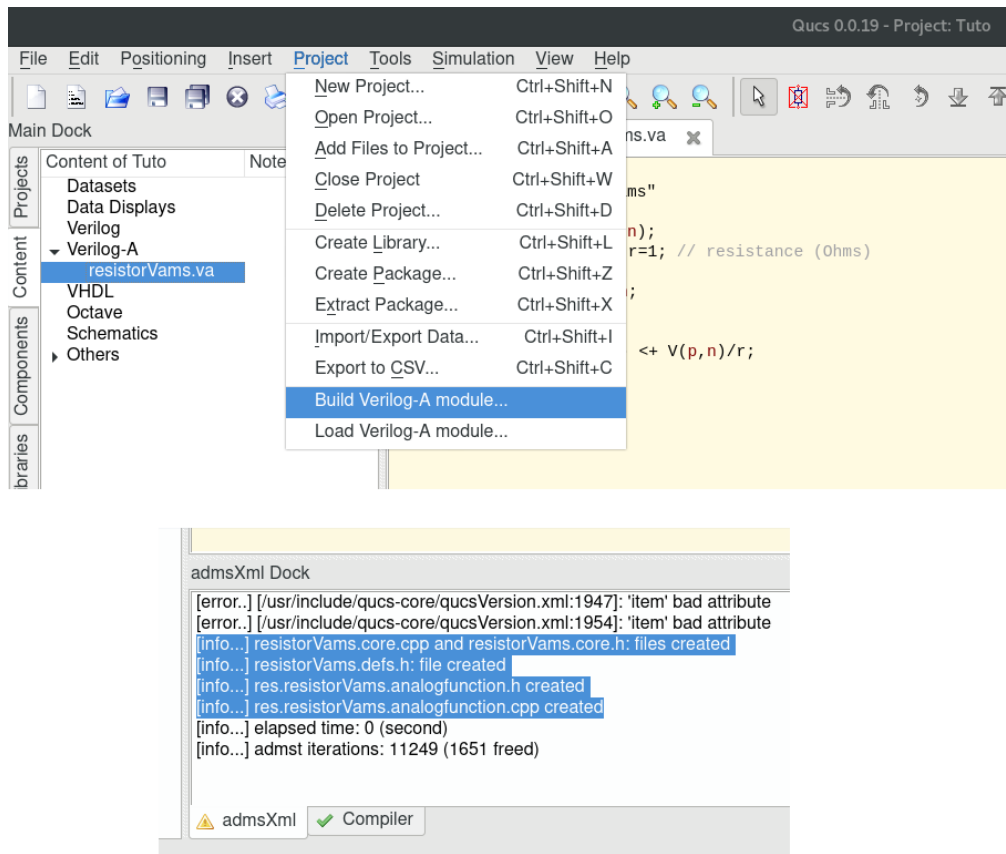 Qucs 0.0.19 - Project: Tuto
File Edit Positioning Insert Project Tools Simulation View Help
Main Dock
Projects
Content
Components
braries
Content of Tuto Note
Datasets
Data Displays
Verilog
Verilog-A
resistorVams.va
VHDL
Octave
Schematics
Others
New Project... Ctrl+Shift+N
Open Project... Ctrl+Shift+O
Add Files to Project... Ctrl+Shift+A
Close Project Ctrl+Shift+W
Delete Project... Ctrl+Shift+D
Create Library... Ctrl+Shift+L
Create Package... Ctrl+Shift+Z
Extract Package... Ctrl+Shift+X
Import/Export Data... Ctrl+Shift+I
Export to CSV... Ctrl+Shift+C
Build Verilog-A module...
Load Verilog-A module...
ms.va
ms"
n);
r=1; // resistance (Ohms)
;
<+ V(p,n)/r;
admsXml Dock
[error..] [/usr/include/qucs-core/qucsVersion.xml:1947]: 'item' bad attribute
[error..] [/usr/include/qucs-core/qucsVersion.xml:1954]: 'item' bad attribute
[info...] resistorVams.core.cpp and resistorVams.core.h: files created
[info...] resistorVams.defs.h: file created
[info...] res.resistorVams.analogfunction.h created
[info...] res.resistorVams.analogfunction.cpp created
[info...] elapsed time: 0 (second)
[info...] admst iterations: 11249 (1651 freed)
admsXml Compiler